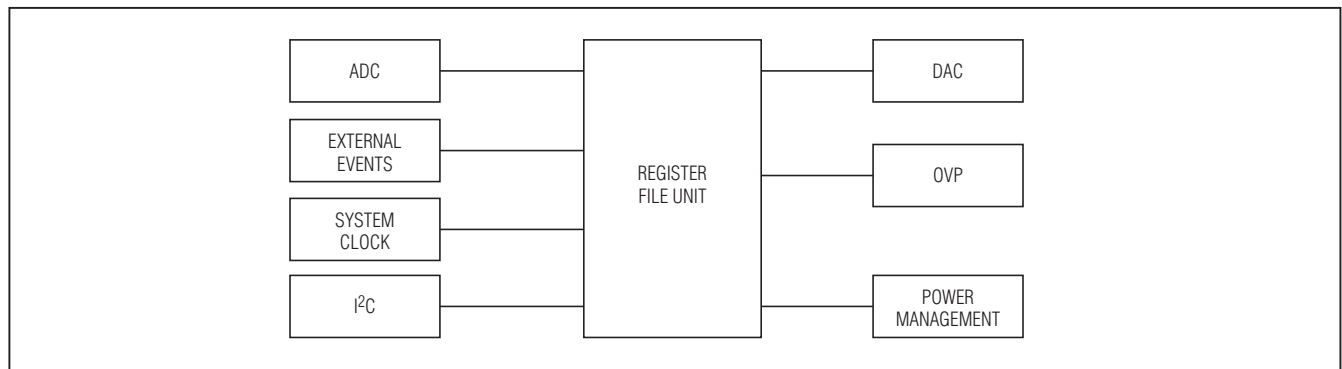 ADC
EXTERNAL
EVENTS
SYSTEM
CLOCK
I²C
REGISTER
FILE UNIT
DAC
OVP
POWER
MANAGEMENT